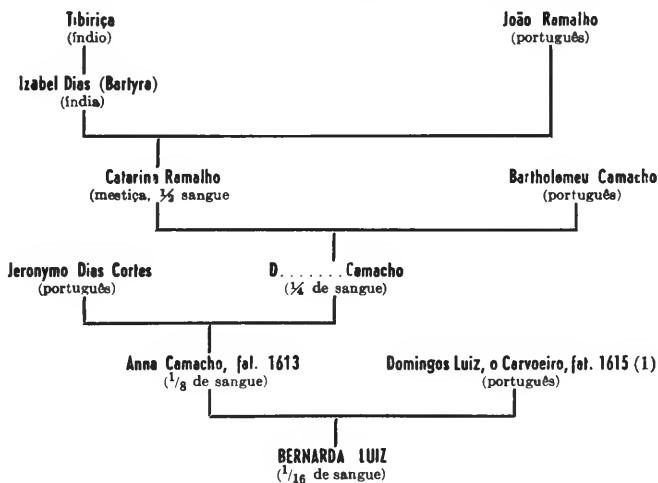 Tibiriça
(índio)
João Ramalho
(português)
Izabel Dias (Bartyra)
(índia)
Catarina Ramalho
(mestiça, ½ sangue
Bartholomeu Camacho
(português)
Jeronymo Dias Cortes
(português)
D.......Camacho
(¼ de sangue)
Anna Camacho, fal. 1613
(1/8 de sangue)
Domingos Luiz, o Carvoeiro, fat. 1615 (1)
(português)
BERNARDA LUIZ
(1/16 de sangue)